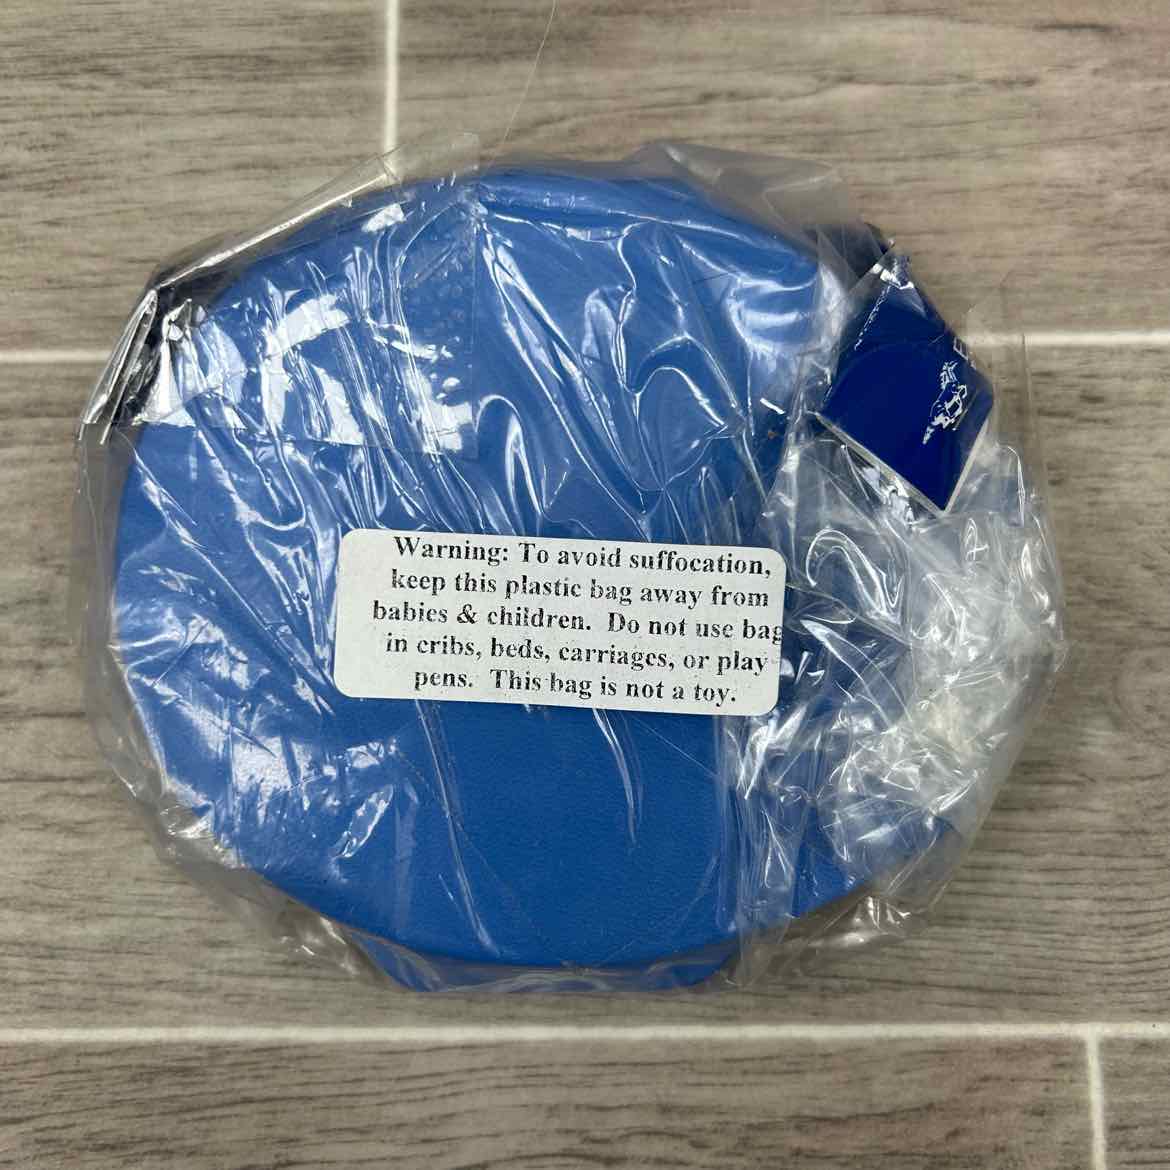 Warning: To avoid suffocation,
keep this plastic bag away from
babies & children. Do not use bag
in cribs, beds, carriages, or play
pens. This bag is not a toy.